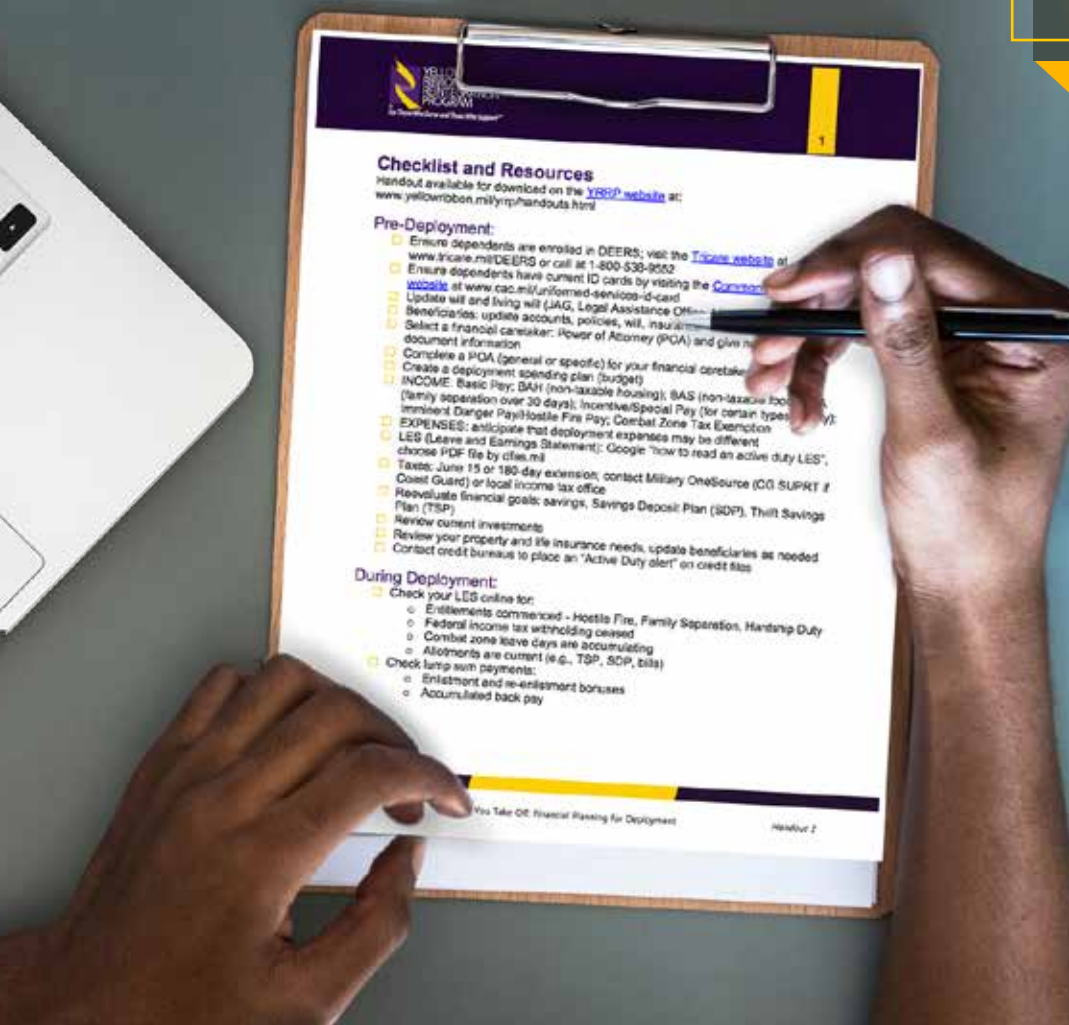 YELLOW
RIBBON
REINTEGRATION
PROGRAM
For Those Who Serve and Those Who Support™
1
Checklist and Resources
Handout available for download on the YRRP website at:
www.yellowribbon.mil/yrrp/handouts.html
Pre-Deployment:
Ensure dependents are enrolled in DEERS; visit the Tricare website at
www.tricare.mil/DEERS or call at 1-800-538-9552
Ensure dependents have current ID cards by visiting the
website at www.cac.mil/uniformed-services-id-card
Update will and living will (JAG, Legal Assistance
Beneficiaries: update accounts, policies, will,
Select a financial caretaker: Power of Attorney (POA) and give
document information
Complete a POA (general or specific) for your financial
Create a deployment spending plan (budget)
INCOME: Basic Pay; BAH (non-taxable housing); BAS (non-taxable
(family separation over 30 days); Incentive/Special Pay (for certain types
Imminent Danger Pay/Hostile Fire Pay; Combat Zone Tax Exemption
EXPENSES: anticipate that deployment expenses may be different
LES (Leave and Earnings Statement): Google "how to read an active duty LES",
choose PDF file by dfas.mil
Taxes: June 15 or 180-day extension; contact Military OneSource (CG SUPRT if
Coast Guard) or local income tax office
Reevaluate financial goals: savings, Savings Deposit Plan (SDP), Thrift Savings
Plan (TSP)
Review current investments
Review your property and life insurance needs, update beneficiaries as needed
Contact credit bureaus to place an "Active Duty alert" on credit files
During Deployment:
Check your LES online for:
Entitlements commenced - Hostile Fire, Family Separation, Hardship Duty
Federal income tax withholding ceased
Combat zone leave days are accumulating
Allotments are current (e.g., TSP, SDP, bills)
Check lump sum payments:
Enlistment and re-enlistment bonuses
Accumulated back pay
You Take Off: Financial Planning for Deployment
Handout 2